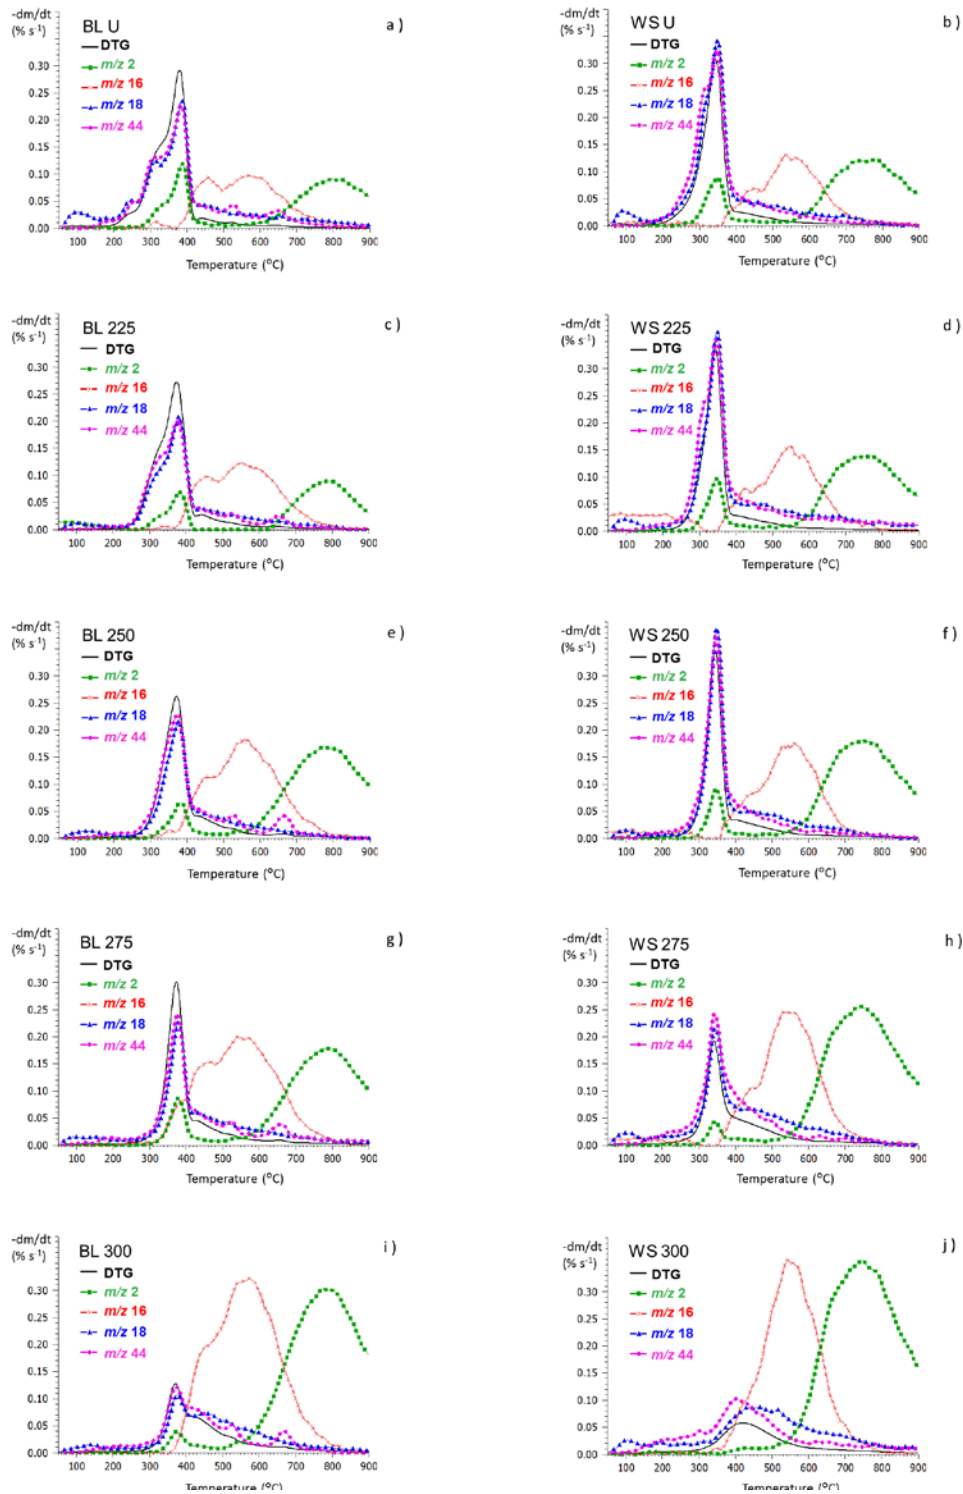 -dm/dt
(% s⁻¹)
BL U
a )
DTG
m/z 2
m/z 16
m/z 18
m/z 44
0.30
0.25
0.20
0.15
0.10
0.05
0.00
100 200 300 400 500 600 700 800 900
Temperature (°C)
-dm/dt
(% s⁻¹)
WS U
b )
DTG
m/z 2
m/z 16
m/z 18
m/z 44
0.30
0.25
0.20
0.15
0.10
0.05
0.00
100 200 300 400 500 600 700 800 900
Temperature (°C)
-dm/dt
(% s⁻¹)
BL 225
c )
DTG
m/z 2
m/z 16
m/z 18
m/z 44
0.30
0.25
0.20
0.15
0.10
0.05
0.00
100 200 300 400 500 600 700 800 900
Temperature (°C)
-dm/dt
(% s⁻¹)
WS 225
d )
DTG
m/z 2
m/z 16
m/z 18
m/z 44
0.30
0.25
0.20
0.15
0.10
0.05
0.00
100 200 300 400 500 600 700 800 900
Temperature (°C)
-dm/dt
(% s⁻¹)
BL 250
e )
DTG
m/z 2
m/z 16
m/z 18
m/z 44
0.30
0.25
0.20
0.15
0.10
0.05
0.00
100 200 300 400 500 600 700 800 900
Temperature (°C)
-dm/dt
(% s⁻¹)
WS 250
f )
DTG
m/z 2
m/z 16
m/z 18
m/z 44
0.30
0.25
0.20
0.15
0.10
0.05
0.00
100 200 300 400 500 600 700 800 900
Temperature (°C)
-dm/dt
(% s⁻¹)
BL 275
g )
DTG
m/z 2
m/z 16
m/z 18
m/z 44
0.30
0.25
0.20
0.15
0.10
0.05
0.00
100 200 300 400 500 600 700 800 900
Temperature (°C)
-dm/dt
(% s⁻¹)
WS 275
h )
DTG
m/z 2
m/z 16
m/z 18
m/z 44
0.30
0.25
0.20
0.15
0.10
0.05
0.00
100 200 300 400 500 600 700 800 900
Temperature (°C)
-dm/dt
(% s⁻¹)
BL 300
i )
DTG
m/z 2
m/z 16
m/z 18
m/z 44
0.30
0.25
0.20
0.15
0.10
0.05
0.00
100 200 300 400 500 600 700 800 900
Temperature (°C)
-dm/dt
(% s⁻¹)
WS 300
j )
DTG
m/z 2
m/z 16
m/z 18
m/z 44
0.30
0.25
0.20
0.15
0.10
0.05
0.00
100 200 300 400 500 600 700 800 900
Temperature (°C)